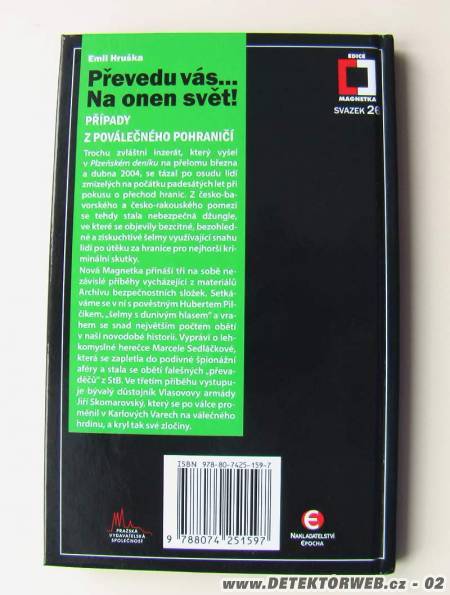 Emil Hruška
Převedu vás...
Na onen svět!
PŘÍPADY
Z POVÁLEČNÉHO POHRANIČÍ
Trochu zvláštní inzerát, který vyšel
v Plzeňském deníku na přelomu března
a dubna 2004, se tázal po osudu lidí
zmizelých na počátku padesátých let při
pokusu o přechod hranic. Z česko-ba-
vorského a česko-rakouského pomezí
se tehdy stala nebezpečná džungle,
ve které se objevily bezcitné, bezohled-
né a ziskuchtivé šelmy využívající snahu
lidí po útěku za hranice pro nejhorší kri-
minální skutky.
Nová Magnetka přináší tři na sobě ne-
závislé příběhy vycházející z materiálů
Archivu bezpečnostních složek. Setká-
váme se v ní s pověstným Hubertem Pil-
číkem, „šelmy s dunivým hlasem" a vra-
hem se snad největším počtem obětí
v naší novodobé historii. Vypráví o leh-
komyslné herečce Marcele Sedláčkové,
která se zapletla do podivné špionážní
aféry a stala se obětí falešných „převa-
děčů" z StB. Ve třetím příběhu vystupu-
je bývalý důstojník Vlasovovy armády
Jiří Skomarovský, který se po válce pro-
měnil v Karlových Varech na válečného
hrdinu, a kryl tak své zločiny.
EDICE
MAGNETKA
SVAZEK 26
ISBN 978-80-7425-159-7
9 788074 251597
PRAŽSKÁ
VYDAVATELSKÁ
SPOLEČNOST
NAKLADATELSTVÍ
EPOCHA
www.DETEKTORWEB.cz - 02